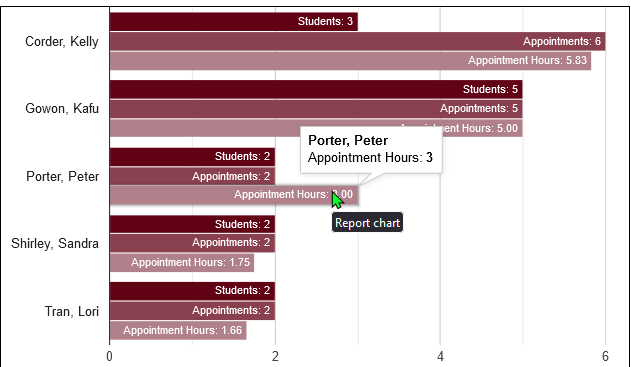 Students: 3
Corder, Kelly
Appointments: 6
Appointment Hours: 5.83
Students: 5
Gowon, Kafu
Appointments: 5
Hours: 5.00
Porter, Peter
Appointment Hours: 3
Students: 2
Porter, Peter
Appointments: 2
Appointment Hours: .00
Report chart
Students: 2
Shirley, Sandra
Appointments: 2
Appointment Hours: 1.75
Students: 2
Tran, Lori
Appointments: 2
Appointment Hours: 1.66
0
2
4
6